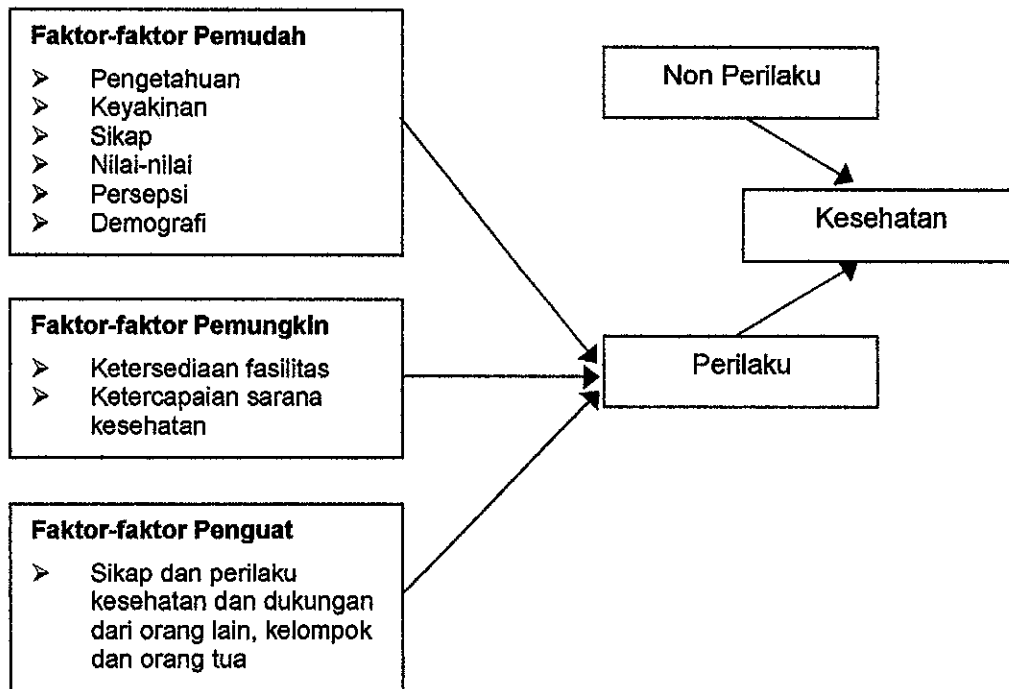 Faktor-faktor Pemudah
➢ Pengetahuan
➢ Keyakinan
➢ Sikap
➢ Nilai-nilai
➢ Persepsi
➢ Demografi
Faktor-faktor Pemungkin
➢ Ketersediaan fasilitas
➢ Ketercapaian sarana
kesehatan
Faktor-faktor Penguat
➢ Sikap dan perilaku
kesehatan dan dukungan
dari orang lain, kelompok
dan orang tua
Non Perilaku
Kesehatan
Perilaku